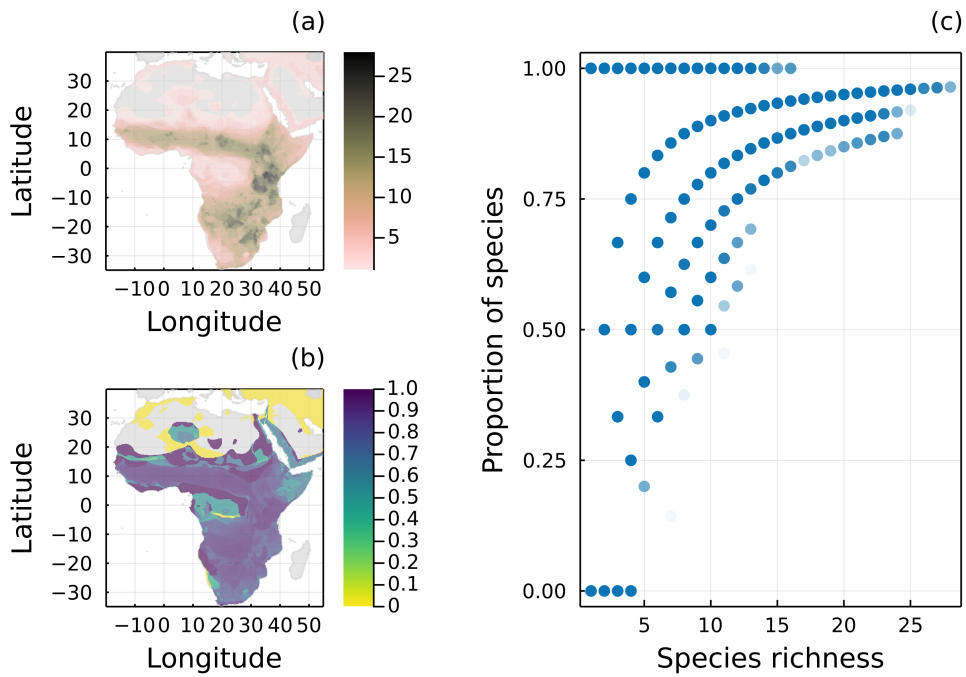 (a)
Latitude
30
20
10
0
−10
−20
−30
−10 0 10 20 30 40 50
Longitude
25
20
15
10
5
(b)
Latitude
30
20
10
0
−10
−20
−30
−10 0 10 20 30 40 50
Longitude
1.0
0.9
0.8
0.7
0.6
0.5
0.4
0.3
0.2
0.1
0
(c)
Proportion of species
1.00
0.75
0.50
0.25
0.00
5 10 15 20 25
Species richness